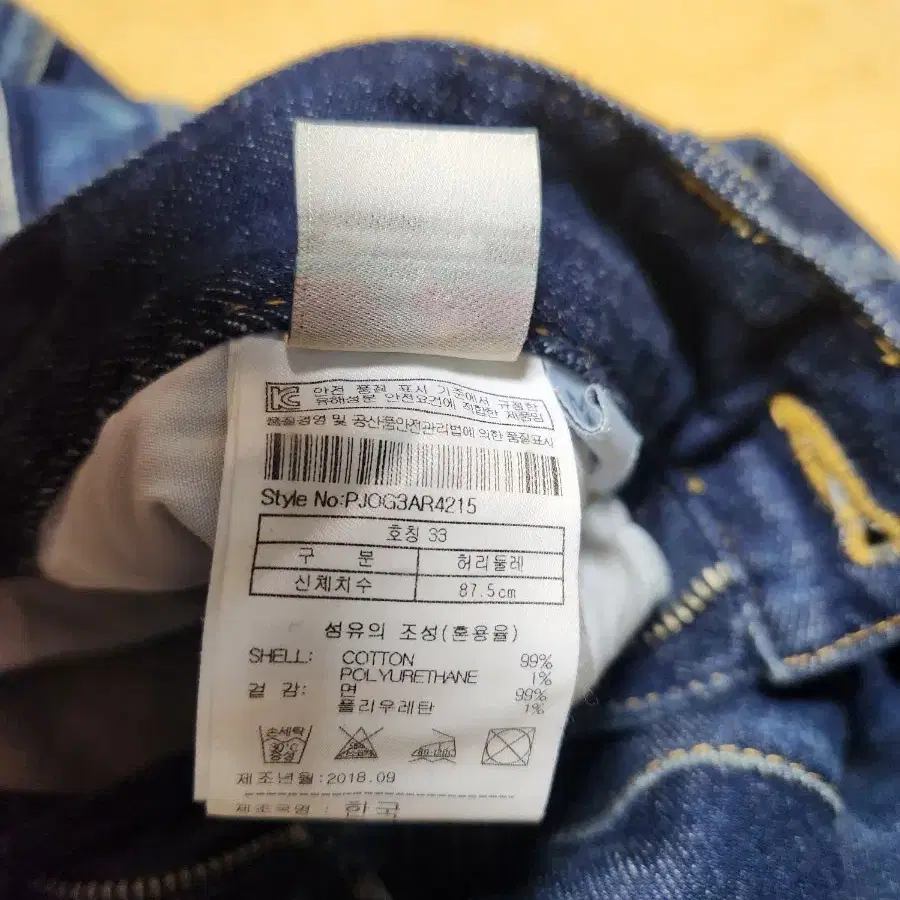 안전 품질 표시 기준에서 규정한
유해성분 안전요건에 적합한 제품임
품질경영 및 공산품안전관리법에 의한 품질표시
Style No:PJOG3AR4215
호칭 33
구 분 허리둘레
신체치수 87.5cm
섬유의 조성(혼용율)
SHELL: COTTON 99%
POLYURETHANE 1%
겉 감: 면 99%
폴리우레탄 1%
손세탁
30℃
중성
제조년월:2018.09
제조국명 : 한국